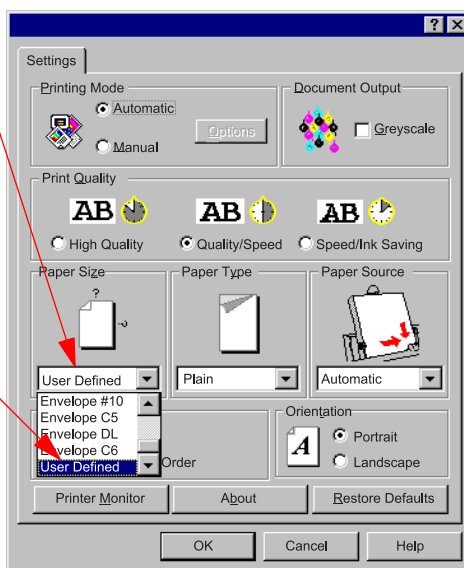 ? X
Settings
Printing Mode
Automatic
Manual
Options
Document Output
Greyscale
Print Quality
AB AB AB
High Quality Quality/Speed Speed/Ink Saving
Paper Size Paper Type Paper Source
?
?
User Defined Plain Automatic
Envelope #10
Envelope C5
Envelope DL
Envelope C6
User Defined
Order
Orientation
A
Portrait
Landscape
Printer Monitor About Restore Defaults
OK Cancel Help